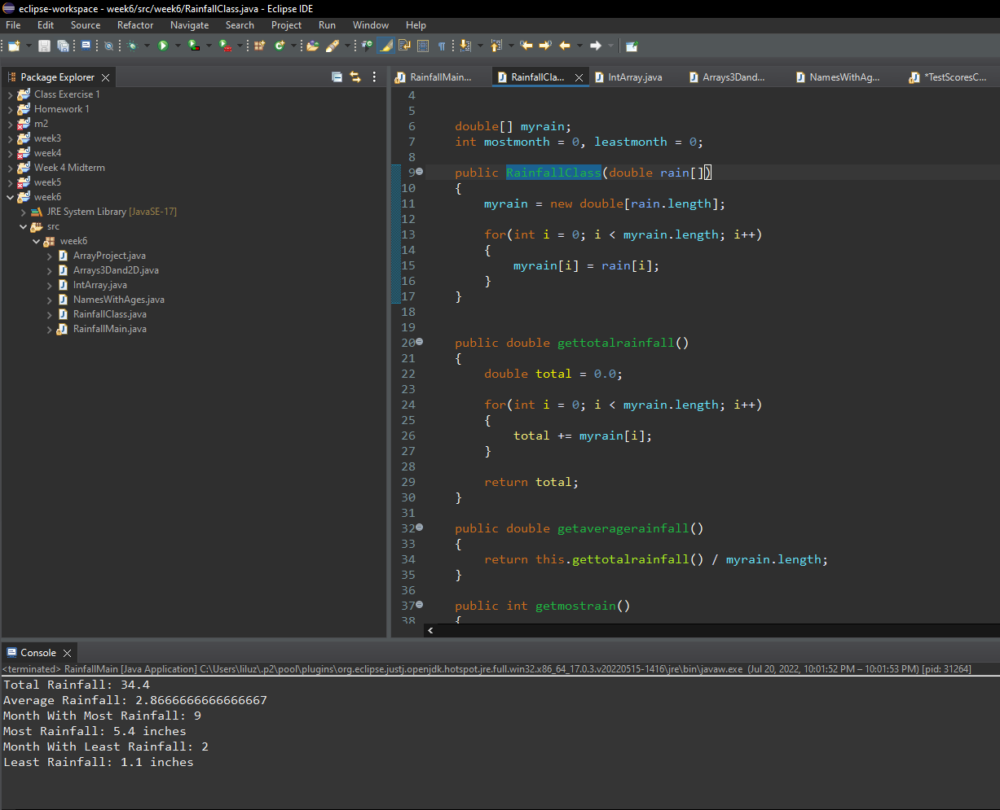 eclipse-workspace - week6/src/week6/RainfallClass.java - Eclipse IDE
File Edit Source Refactor Navigate Search Project Run Window Help
Package Explorer
Class Exercise 1
Homework 1
m2
week3
week4
Week 4 Midterm
week5
week6
JRE System Library [JavaSE-17]
src
week6
ArrayProject.java
Arrays3Dand2D.java
IntArray.java
NamesWithAges.java
RainfallClass.java
RainfallMain.java
RainfallMain... RainfallCla... IntArray.java Arrays3Dand... NamesWithAg... *TestScoresC...
4
5
6 double[] myrain;
7 int mostmonth = 0, leastmonth = 0;
8
9 public RainfallClass(double rain[])
10 {
11 myrain = new double[rain.length];
12
13 for(int i = 0; i < myrain.length; i++)
14 {
15 myrain[i] = rain[i];
16 }
17 }
18
19
20 public double gettotalrainfall()
21 {
22 double total = 0.0;
23
24 for(int i = 0; i < myrain.length; i++)
25 {
26 total += myrain[i];
27 }
28
29 return total;
30 }
31
32 public double getaveragerainfall()
33 {
34 return this.gettotalrainfall() / myrain.length;
35 }
36
37 public int getmostrain()
38 {
Console
<terminated> RainfallMain [Java Application] C:\Users\liluz\.p2\pool\plugins\org.eclipse.justj.openjdk.hotspot.jre.full.win32.x86_64_17.0.3.v20220515-1416\jre\bin\javaw.exe (Jul 20, 2022, 10:01:52 PM – 10:01:53 PM) [pid: 31264]
Total Rainfall: 34.4
Average Rainfall: 2.8666666666666667
Month With Most Rainfall: 9
Most Rainfall: 5.4 inches
Month With Least Rainfall: 2
Least Rainfall: 1.1 inches